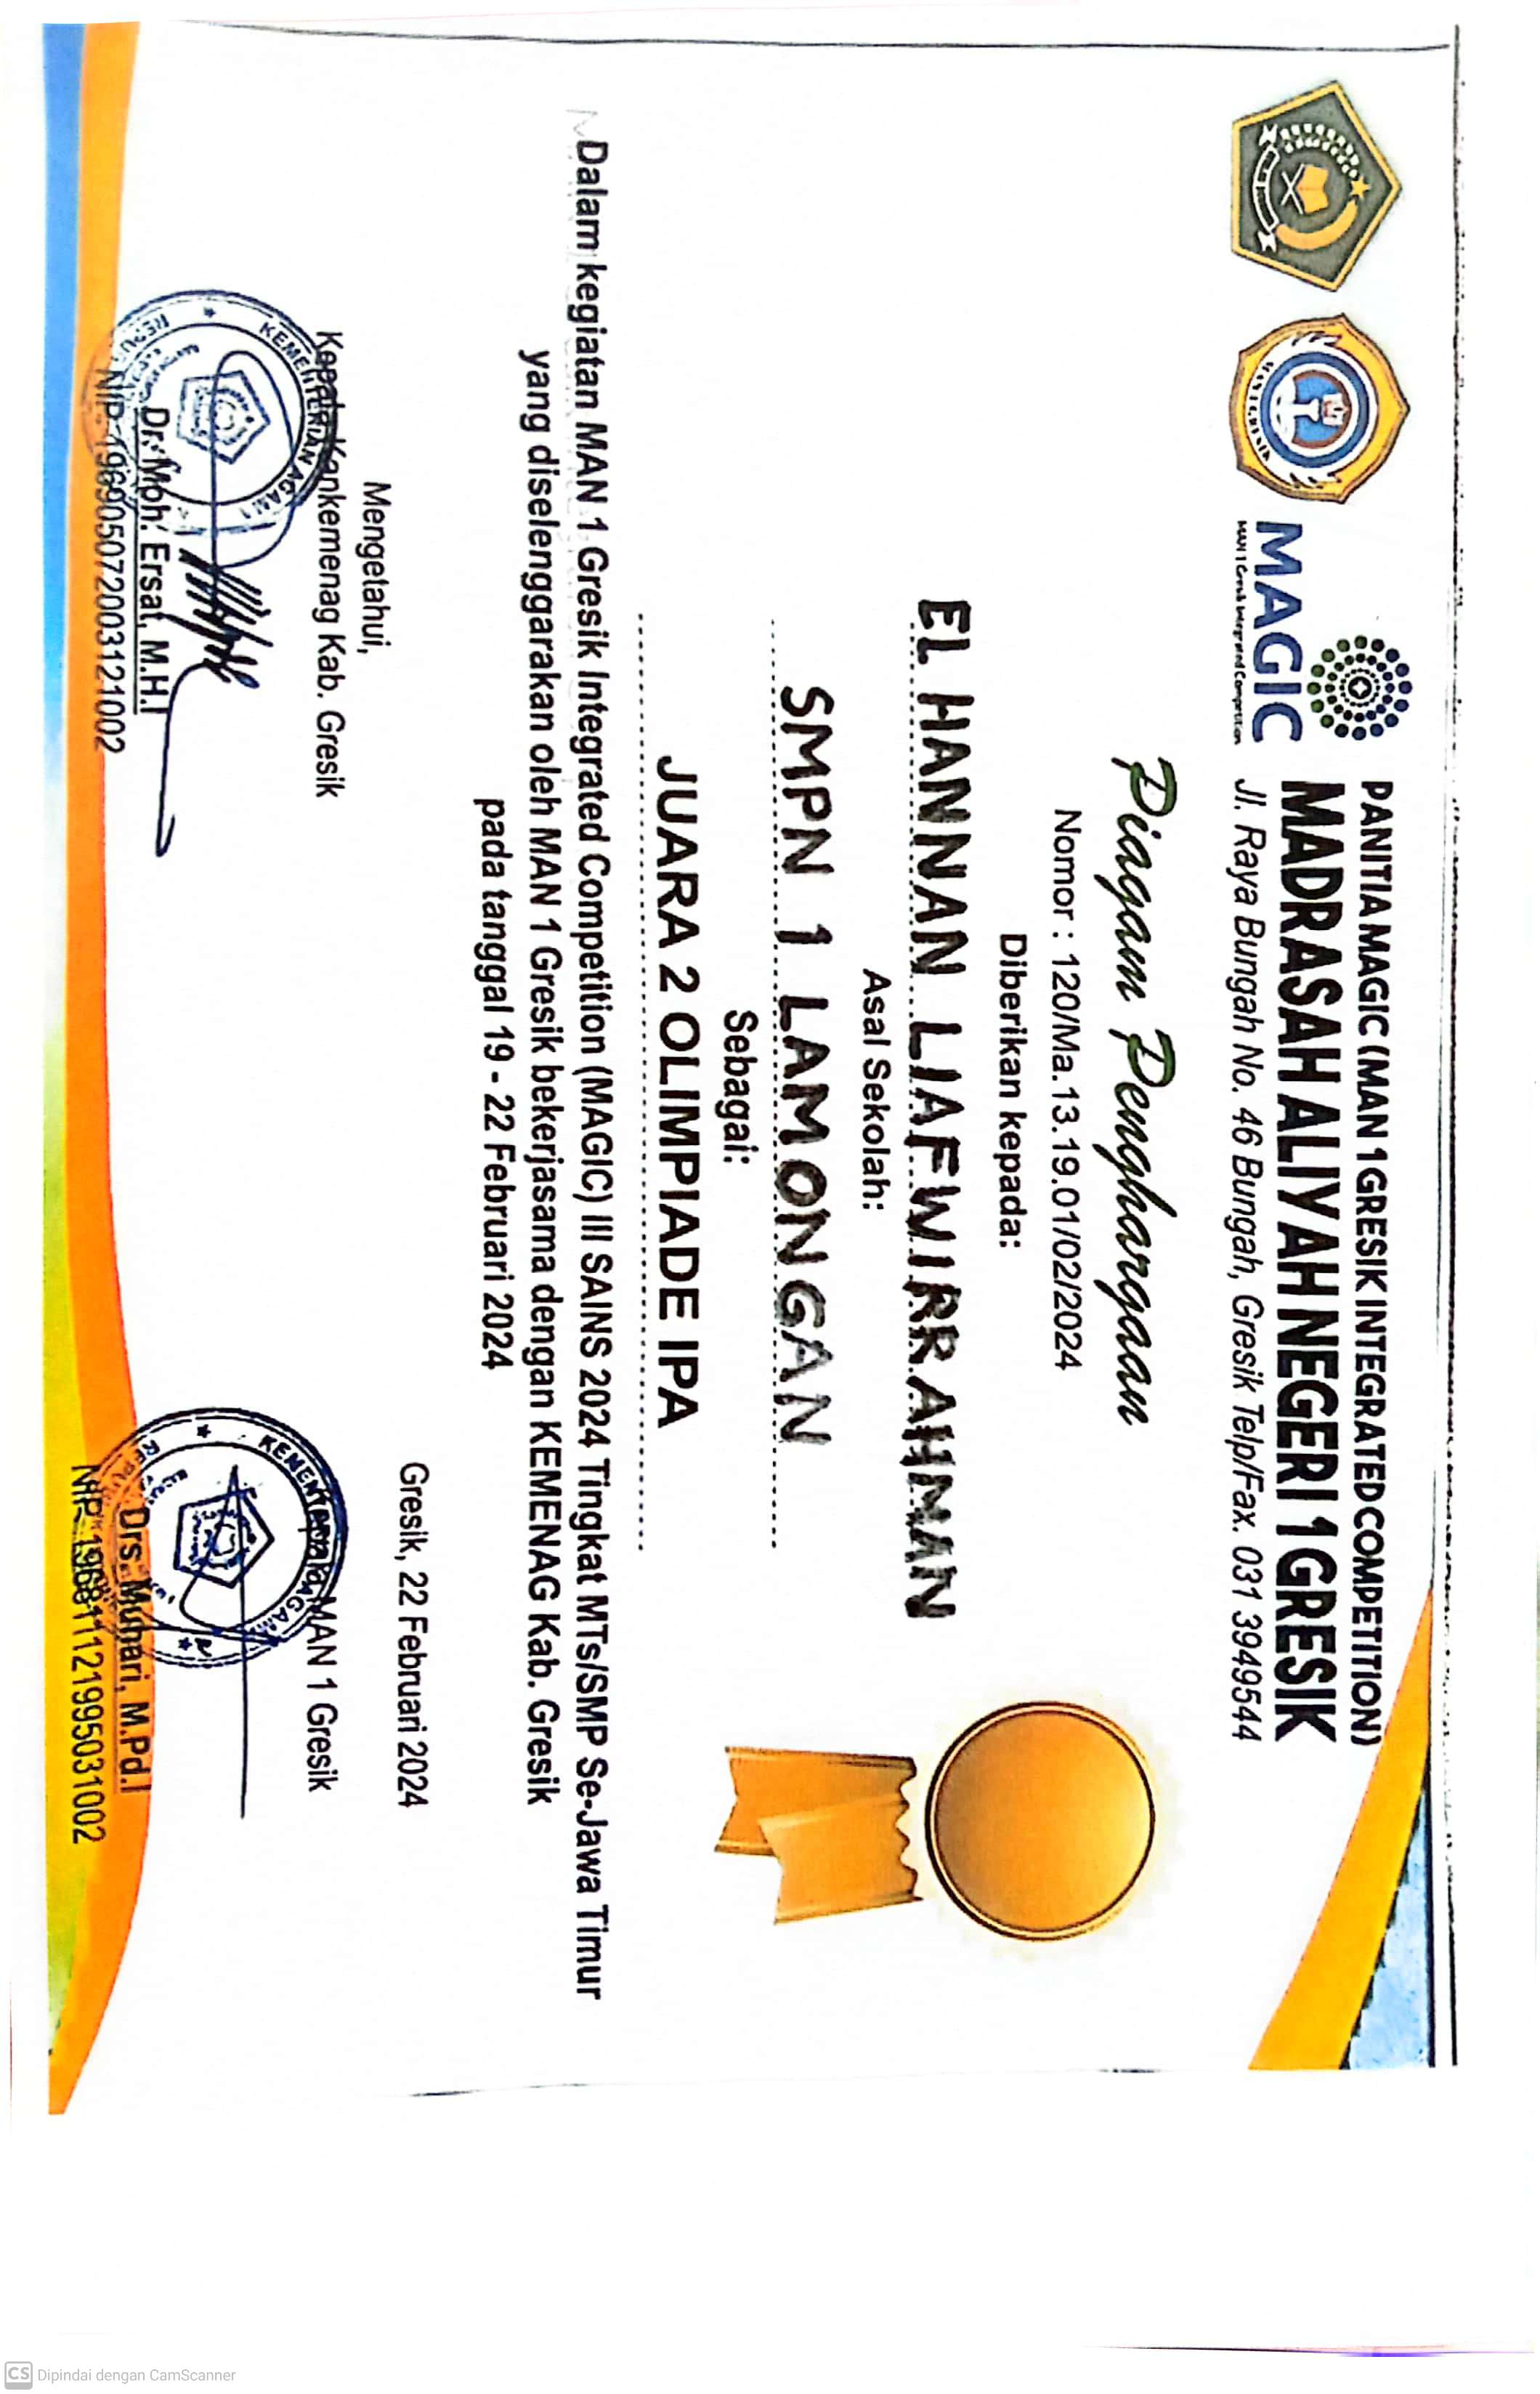 PANITIA MAGIC (MAN 1 GRESIK INTEGRATED COMPETITION)
MADRASAH ALIYAH NEGERI 1 GRESIK
Jl. Raya Bungah No. 46 Bungah, Gresik Telp/Fax. 031 3949544
MAGIC
MAN 1 Gresik Integrated Competition
MAN 1 GRESIK
Piagam Penghargaan
Nomor : 120/Ma.13.19.01/02/2024
Diberikan kepada:
EL HANNAN LIAFWIRRAHMAN
Asal Sekolah:
SMPN 1 LAMONGAN
Sebagai:
JUARA 2 OLIMPIADE IPA
Dalam kegiatan MAN 1 Gresik Integrated Competition (MAGIC) III SAINS 2024 Tingkat MTs/SMP Se-Jawa Timur
yang diselenggarakan oleh MAN 1 Gresik bekerjasama dengan KEMENAG Kab. Gresik
pada tanggal 19 - 22 Februari 2024
Gresik, 22 Februari 2024
Mengetahui,
Kepala Kankemenag Kab. Gresik
Kepala MAN 1 Gresik
KEMENTERIAN AGAMA
KEMENTERIAN AGAMA
Dr. Moh. Ersat, M.H.I
NIP. 196905072003121002
Drs. Muhari, M.Pd.I
NIP. 196811121995031002
CS Dipindai dengan CamScanner